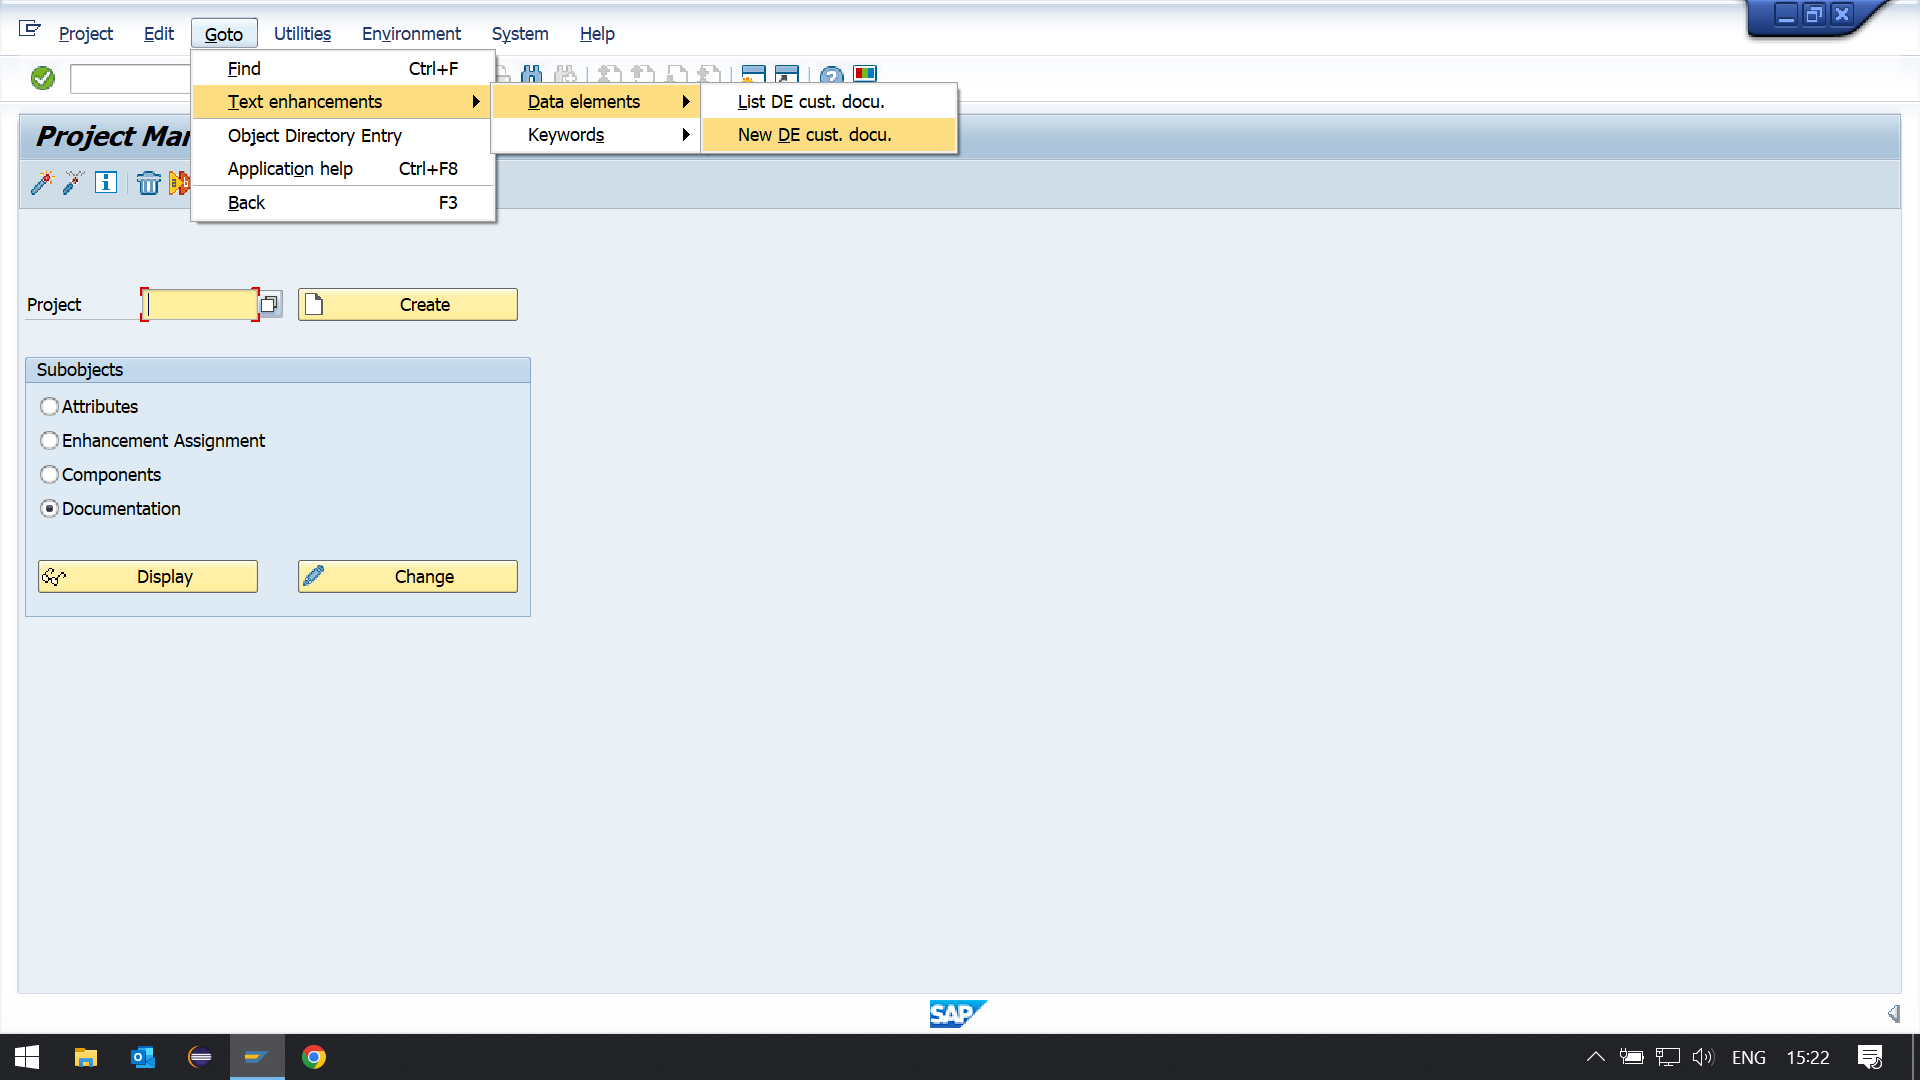 Project Edit Goto Utilities Environment System Help
Find Ctrl+F
Text enhancements
Object Directory Entry
Application help Ctrl+F8
Back F3
Data elements
Keywords
List DE cust. docu.
New DE cust. docu.
Project Create
Subobjects
Attributes
Enhancement Assignment
Components
Documentation
Display Change
SAP
ENG 15:22